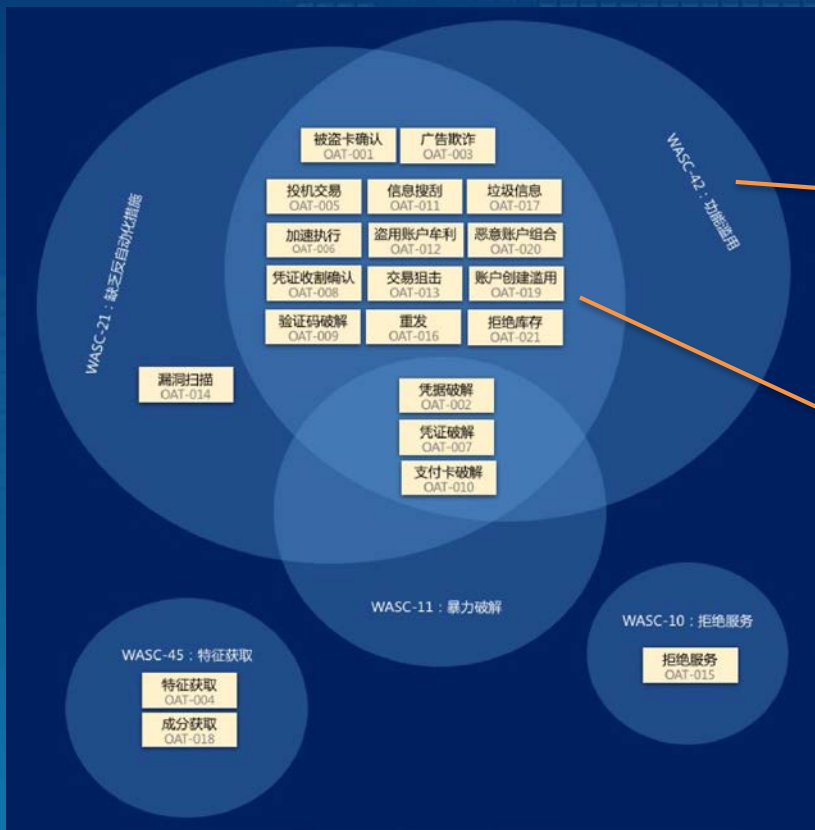 被盗卡确认
OAT-001
广告欺诈
OAT-003
投机交易
OAT-005
信息搜刮
OAT-011
垃圾信息
OAT-017
加速执行
OAT-006
盗用账户牟利
OAT-012
恶意账户组合
OAT-020
凭证收割确认
OAT-008
交易狙击
OAT-013
账户创建滥用
OAT-019
验证码破解
OAT-009
重发
OAT-016
拒绝库存
OAT-021
WASC-42：功能滥用
WASC-21：缺乏反自动化措施
漏洞扫描
OAT-014
凭据破解
OAT-002
凭证破解
OAT-007
支付卡破解
OAT-010
WASC-11：暴力破解
WASC-45：特征获取
特征获取
OAT-004
成分获取
OAT-018
WASC-10：拒绝服务
拒绝服务
OAT-015